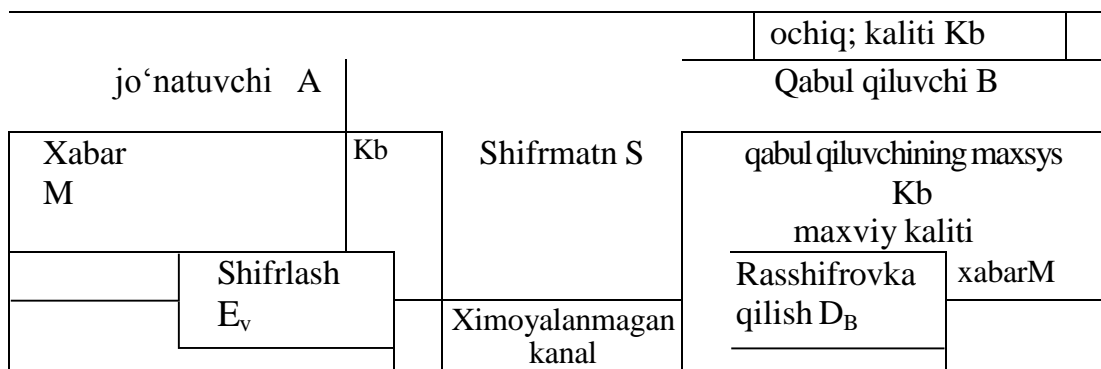 ochiq; kaliti Kb
jo‘natuvchi A
Qabul qiluvchi B
Xabar
M
Kb
Shifrmatn S
qabul qiluvchining maxsys
Kb
maxviy kaliti
Shifrlash
Ev
Ximoyalanmagan
kanal
Rasshifrovka
qilish DB
xabarM